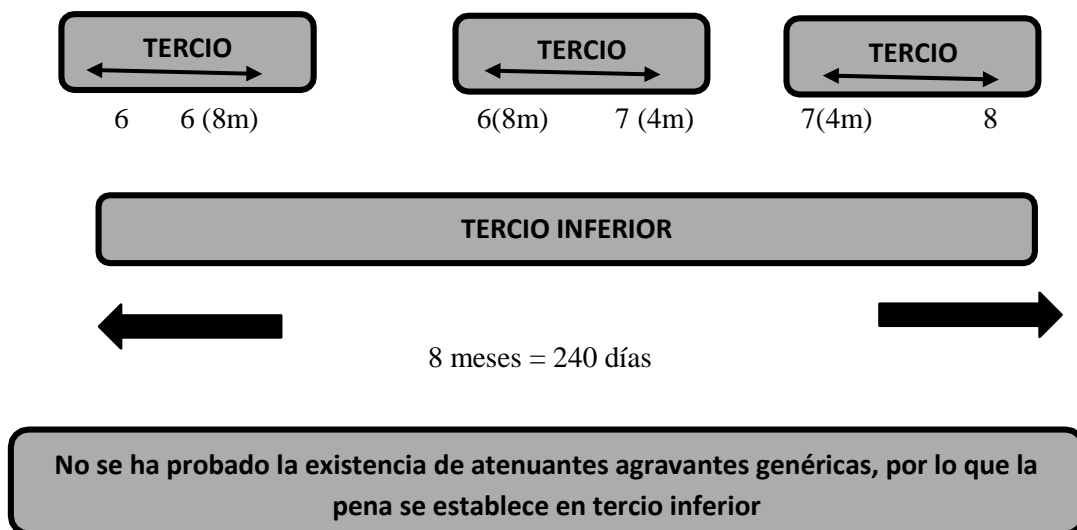 TERCIO TERCIO TERCIO
6 6 (8m) 6(8m) 7 (4m) 7(4m) 8
TERCIO INFERIOR
8 meses = 240 días
No se ha probado la existencia de atenuantes agravantes genéricas, por lo que la
pena se establece en tercio inferior